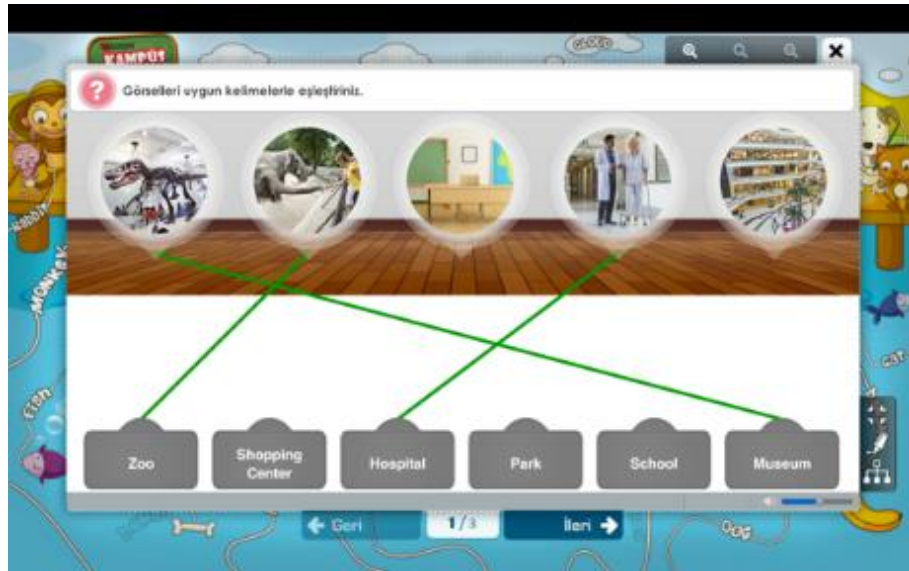 KAMPÜS
CLOUD
?
Görselleri uygun kelimelerle eşleştiriniz.
Rabbit
MONKEY
Fish
Cat
Zoo
Shopping
Center
Hospital
Park
School
Museum
Geri
1/3
İleri
DOG